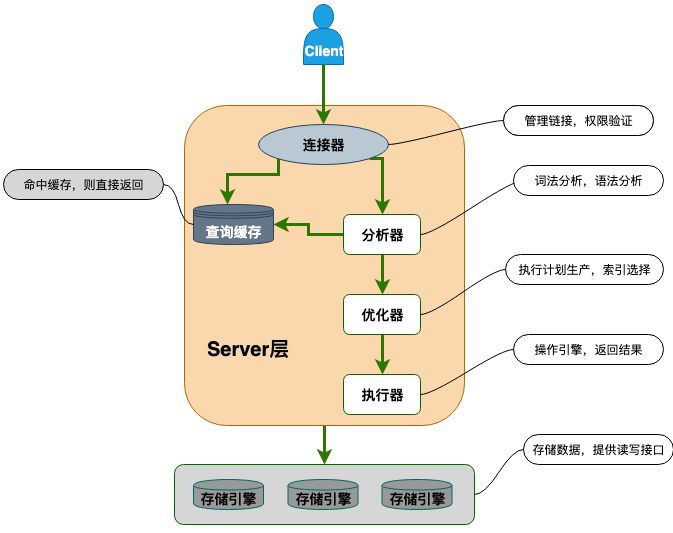 Client
连接器
管理链接，权限验证
命中缓存，则直接返回
词法分析，语法分析
查询缓存
分析器
执行计划生产，索引选择
优化器
Server层
操作引擎，返回结果
执行器
存储数据，提供读写接口
存储引擎
存储引擎
存储引擎